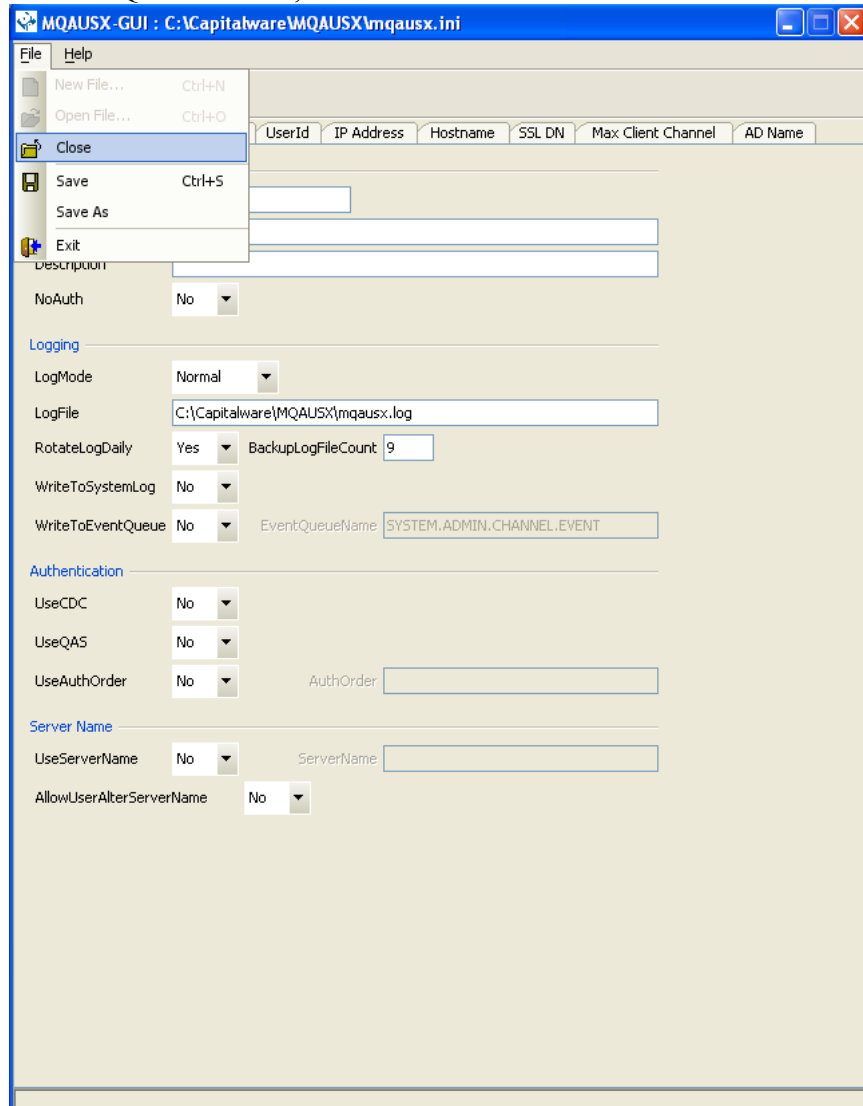 MQAUSX-GUI : C:\Capitalware\MQAUSX\mqausx.ini
File Help
New File... Ctrl+N
Open File... Ctrl+O
UserId IP Address Hostname SSL DN Max Client Channel AD Name
Close
Save Ctrl+S
Save As
Exit
Description
NoAuth No
Logging
LogMode Normal
LogFile C:\Capitalware\MQAUSX\mqausx.log
RotateLogDaily Yes BackupLogFileCount 9
WriteToSystemLog No
WriteToEventQueue No EventQueueName SYSTEM.ADMIN.CHANNEL.EVENT
Authentication
UseCDC No
UseQAS No
UseAuthOrder No AuthOrder
Server Name
UseServerName No ServerName
AllowUserAlterServerName No